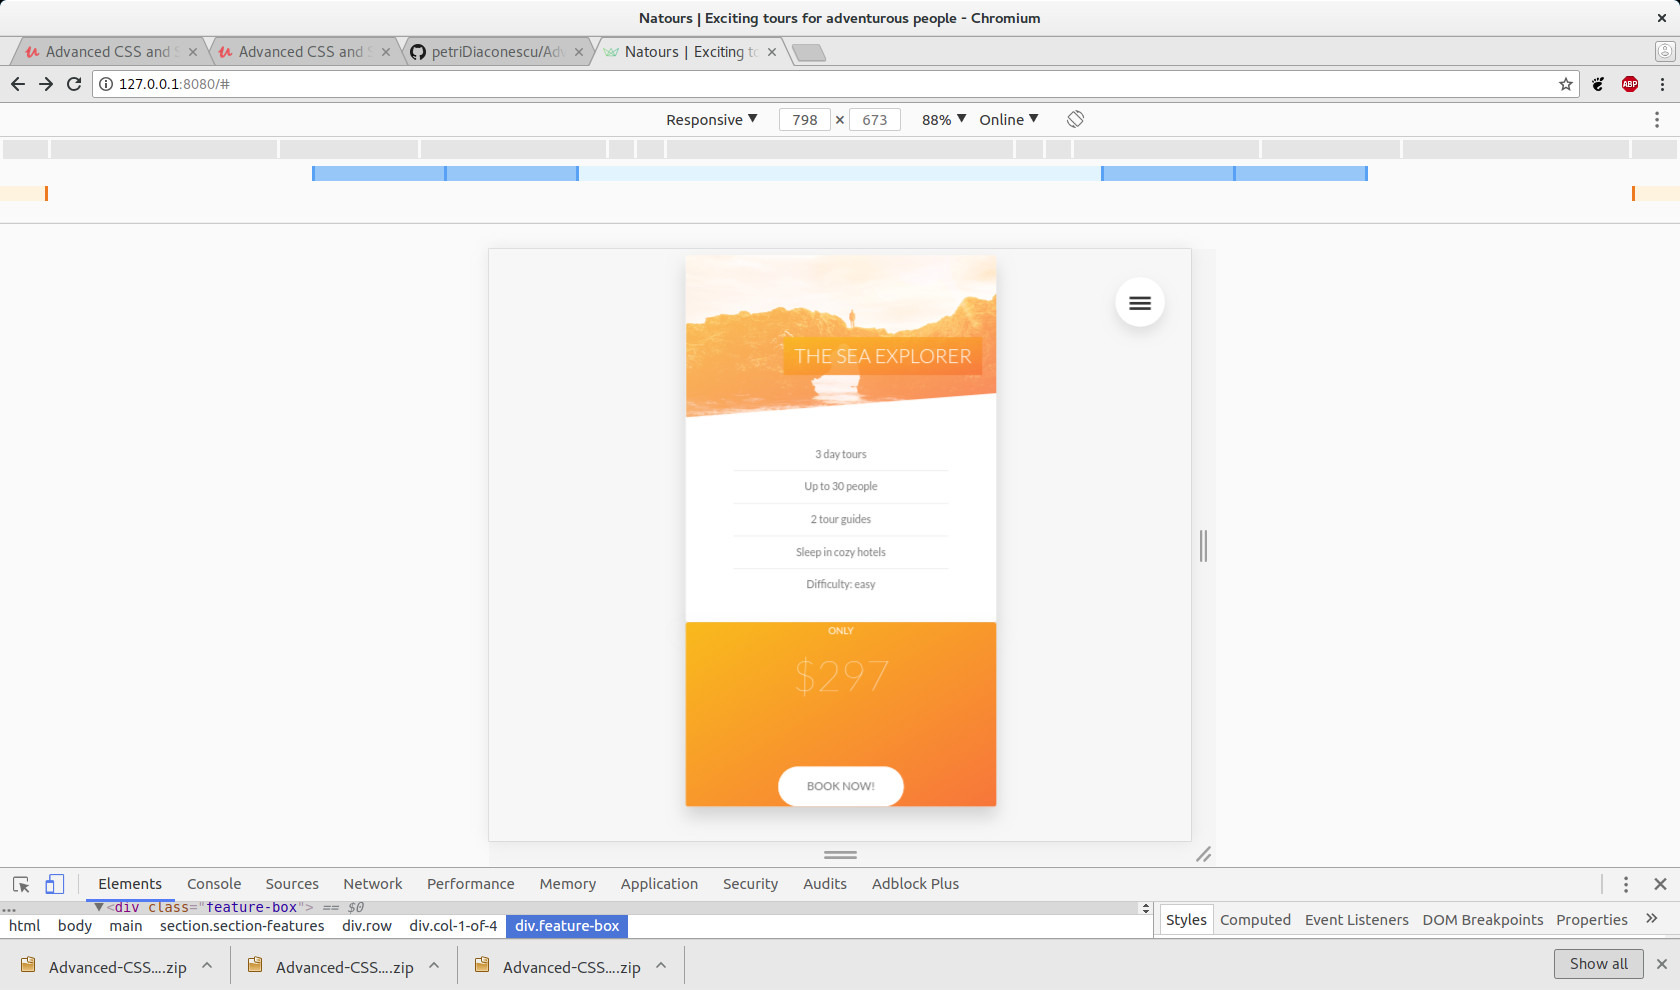 Natours | Exciting tours for adventurous people - Chromium
Advanced CSS and S
Advanced CSS and S
petriDiaconescu/Adv
Natours | Exciting to
127.0.0.1:8080/#
ABP
Responsive ▼ 798 × 673 88% ▼ Online ▼
THE SEA EXPLORER
3 day tours
Up to 30 people
2 tour guides
Sleep in cozy hotels
Difficulty: easy
ONLY
$297
BOOK NOW!
Elements Console Sources Network Performance Memory Application Security Audits Adblock Plus
... ▼<div class="feature-box"> == $0
html body main section.section-features div.row div.col-1-of-4 div.feature-box
Styles Computed Event Listeners DOM Breakpoints Properties »
Advanced-CSS....zip
Advanced-CSS....zip
Advanced-CSS....zip
Show all